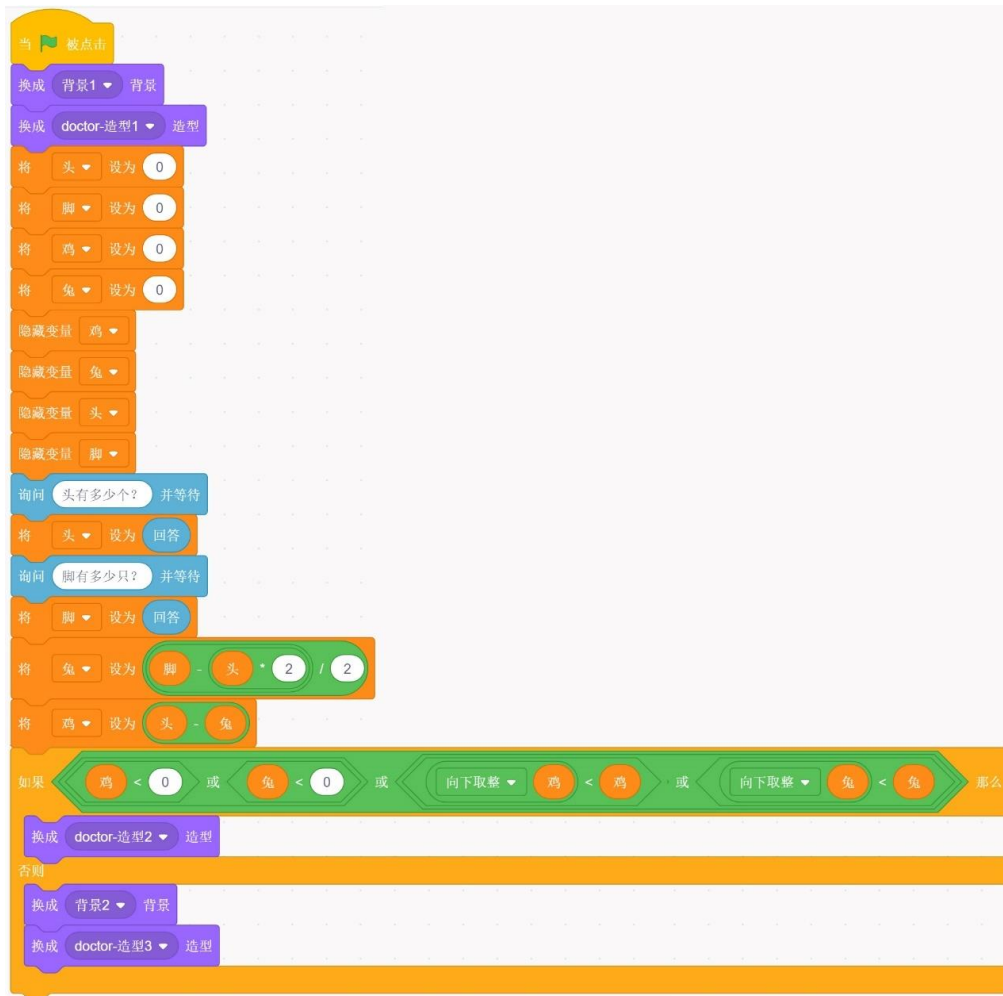 当 被点击
换成 背景1 背景
换成 doctor-造型1 造型
将 头 设为 0
将 脚 设为 0
将 鸡 设为 0
将 兔 设为 0
隐藏变量 鸡
隐藏变量 兔
隐藏变量 头
隐藏变量 脚
询问 头有多少个? 并等待
将 头 设为 回答
询问 脚有多少只? 并等待
将 脚 设为 回答
将 兔 设为 脚 - 头 * 2 / 2
将 鸡 设为 头 - 兔
如果 鸡 < 0 或 兔 < 0 或 向下取整 鸡 < 鸡 或 向下取整 兔 < 兔 那么
换成 doctor-造型2 造型
否则
换成 背景2 背景
换成 doctor-造型3 造型